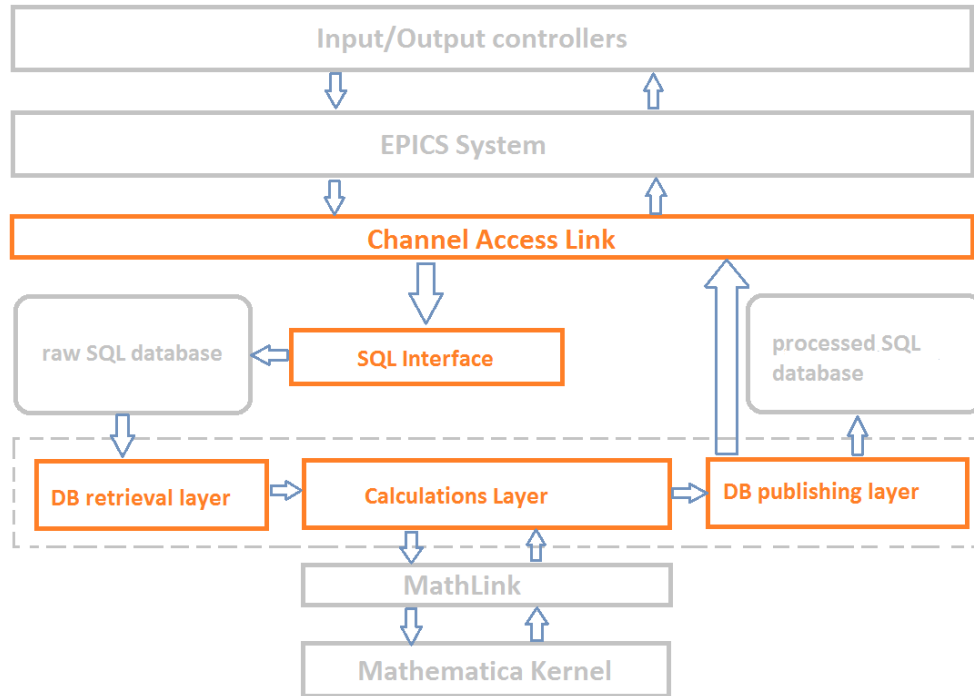 Input/Output controllers
EPICS System
Channel Access Link
raw SQL database
SQL Interface
processed SQL
database
DB retrieval layer
Calculations Layer
DB publishing layer
MathLink
Mathematica Kernel